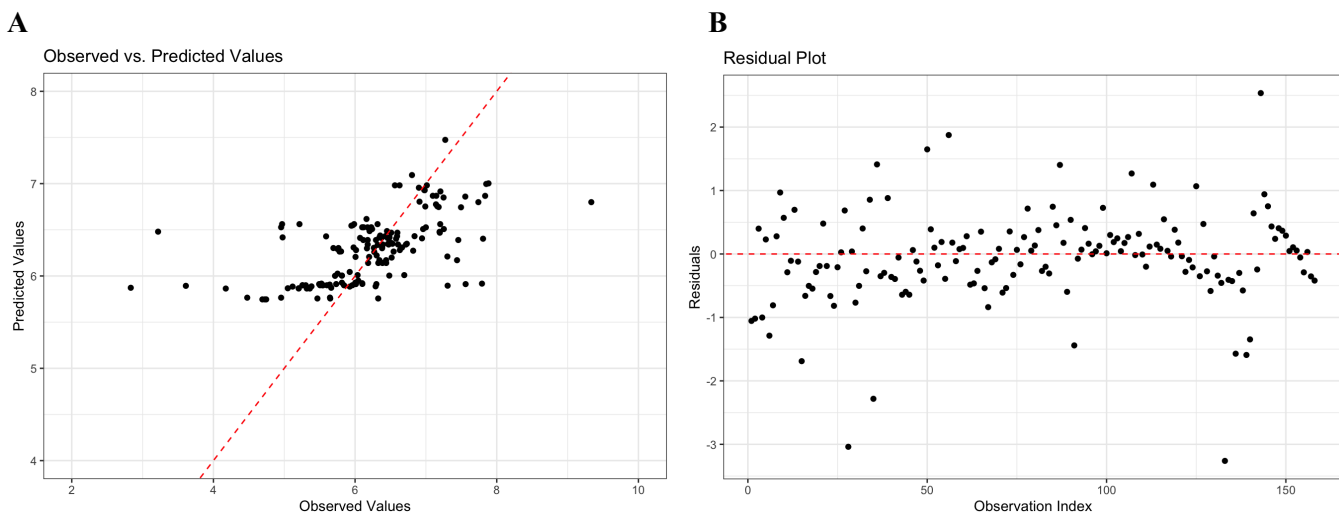 A
Observed vs. Predicted Values
8
7
6
5
4
Predicted Values
2
4
6
8
10
Observed Values
B
Residual Plot
2
1
0
-1
-2
-3
Residuals
0
50
100
150
Observation Index